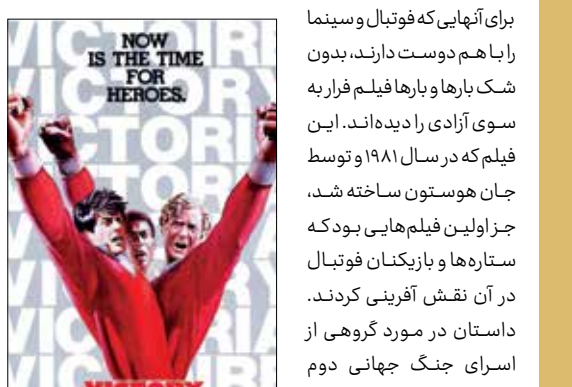 برای آنهایی که فوتبال و سینما
را با هم دوست دارند، بدون
شک بارها و بارها فیلم فرار به
سوی آزادی را دیده‌اند. این
فیلم که در سال ۱۹۸۱ و توسط
جان هوستون ساخته شد،
جز اولین فیلم‌هایی بود که
ستاره‌ها و بازیکنان فوتبال
در آن نقش آفرینی کردند.
داستان در مورد گروهی از
اسرای جنگ جهانی دوم
NOW
IS THE TIME
FOR
HEROES.
VICTORY